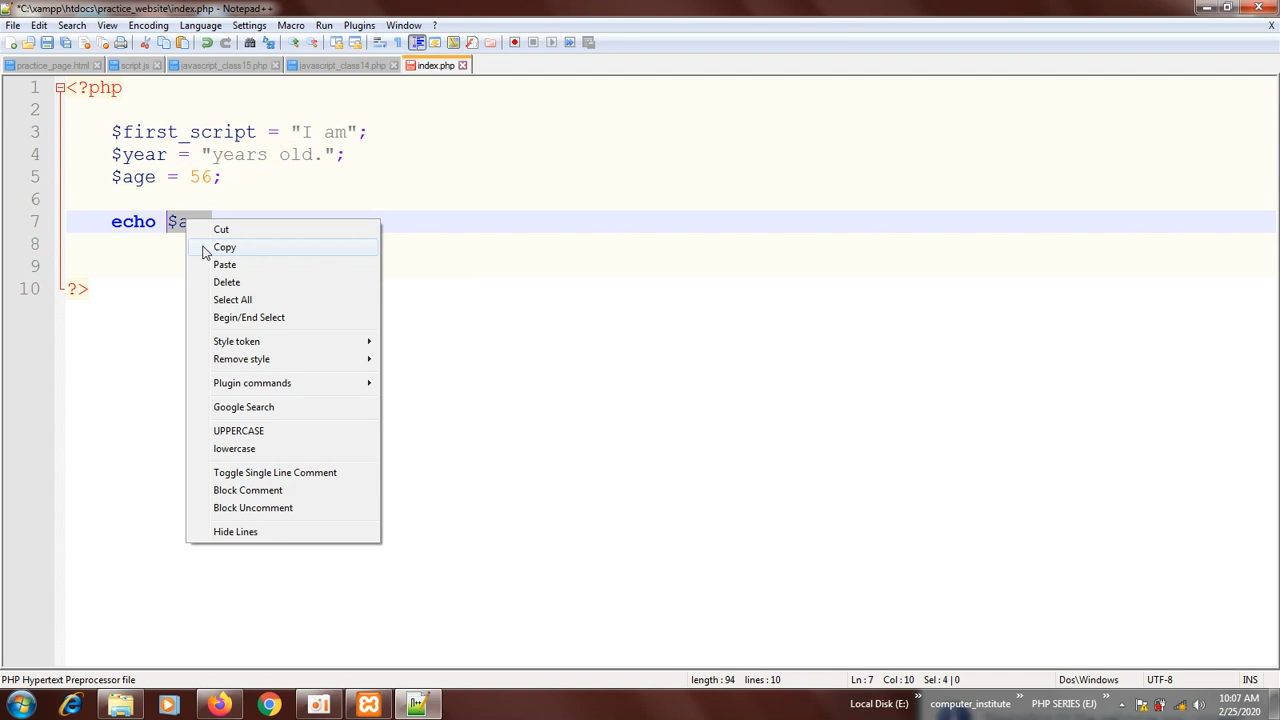 *C:\xampp\htdocs\practice_website\index.php - Notepad++
File Edit Search View Encoding Language Settings Macro Run Plugins Window ? X
practice_page.html script.js javascript_class15.php javascript_class14.php index.php
1 <?php
2
3 $first_script = "I am";
4 $year = "years old.";
5 $age = 56;
6
7 echo $a
8
9
10 ?>
Cut
Copy
Paste
Delete
Select All
Begin/End Select
Style token
Remove style
Plugin commands
Google Search
UPPERCASE
lowercase
Toggle Single Line Comment
Block Comment
Block Uncomment
Hide Lines
PHP Hypertext Preprocessor file length : 94 lines : 10 Ln : 7 Col : 10 Sel : 4 | 0 Dos\Windows UTF-8 INS
Local Disk (E:) » computer_institute » PHP SERIES (EJ) » 10:07 AM
2/25/2020